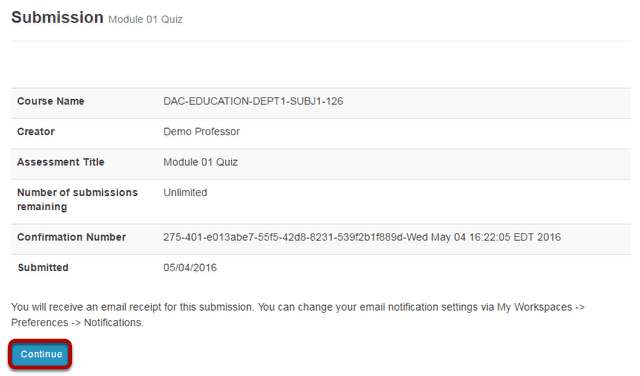 Submission Module 01 Quiz
Course Name DAC-EDUCATION-DEPT1-SUBJ1-126
Creator Demo Professor
Assessment Title Module 01 Quiz
Number of submissions remaining Unlimited
Confirmation Number 275-401-e013abe7-55f5-42d8-8231-539f2b1f889d-Wed May 04 16:22:05 EDT 2016
Submitted 05/04/2016
You will receive an email receipt for this submission. You can change your email notification settings via My Workspaces ->
Preferences -> Notifications.
Continue